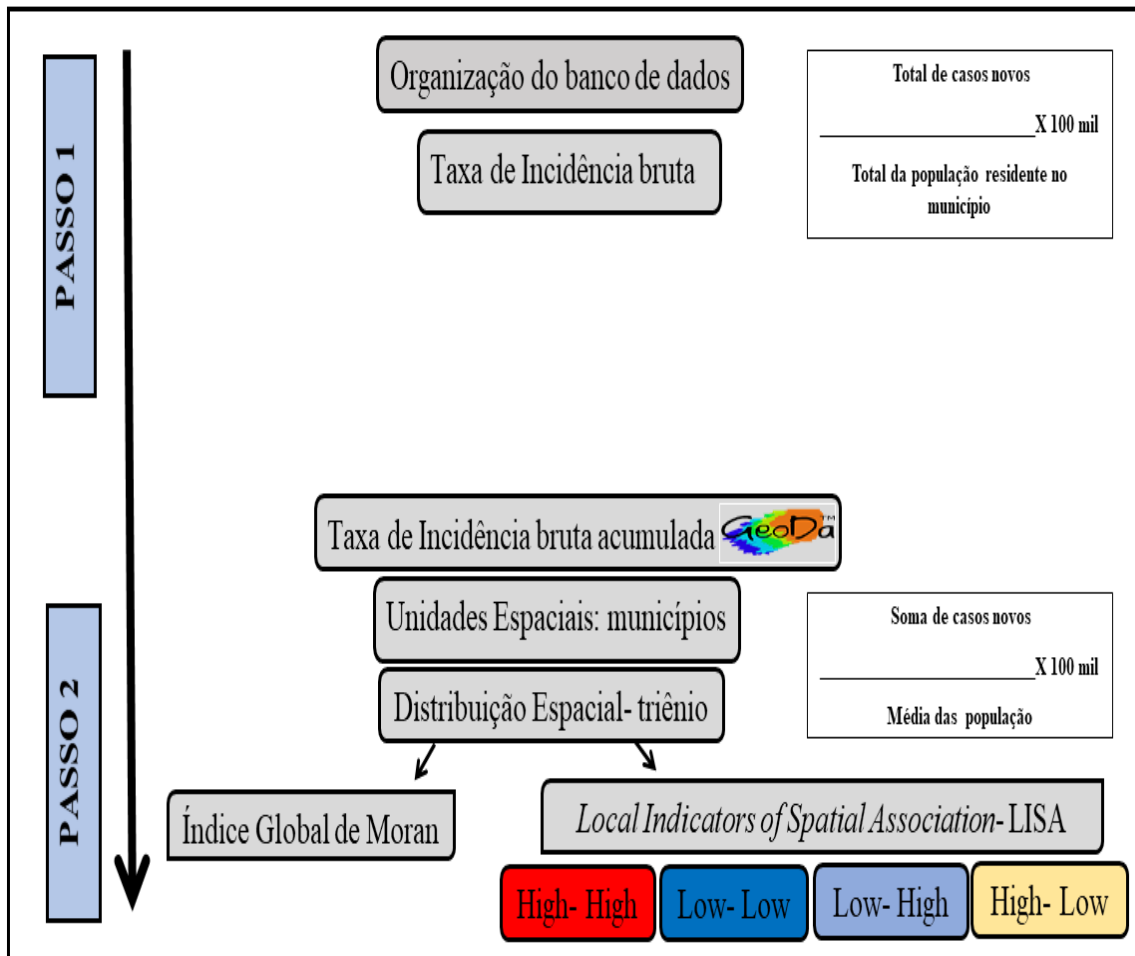 PASSO 1
Organização do banco de dados
Taxa de Incidência bruta
Total de casos novos
____________________X 100 mil
Total da população residente no
município
PASSO 2
Taxa de Incidência bruta acumulada GeoDa™
Unidades Espaciais: municípios
Distribuição Espacial- triênio
Soma de casos novos
____________________X 100 mil
Média das população
Índice Global de Moran
Local Indicators of Spatial Association- LISA
High- High
Low- Low
Low- High
High- Low